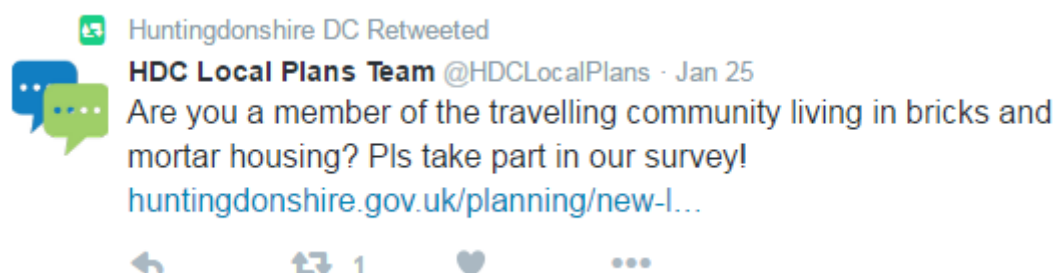 Huntingdonshire DC Retweeted
HDC Local Plans Team @HDCLocalPlans · Jan 25
Are you a member of the travelling community living in bricks and
mortar housing? Pls take part in our survey!
huntingdonshire.gov.uk/planning/new-l...
1